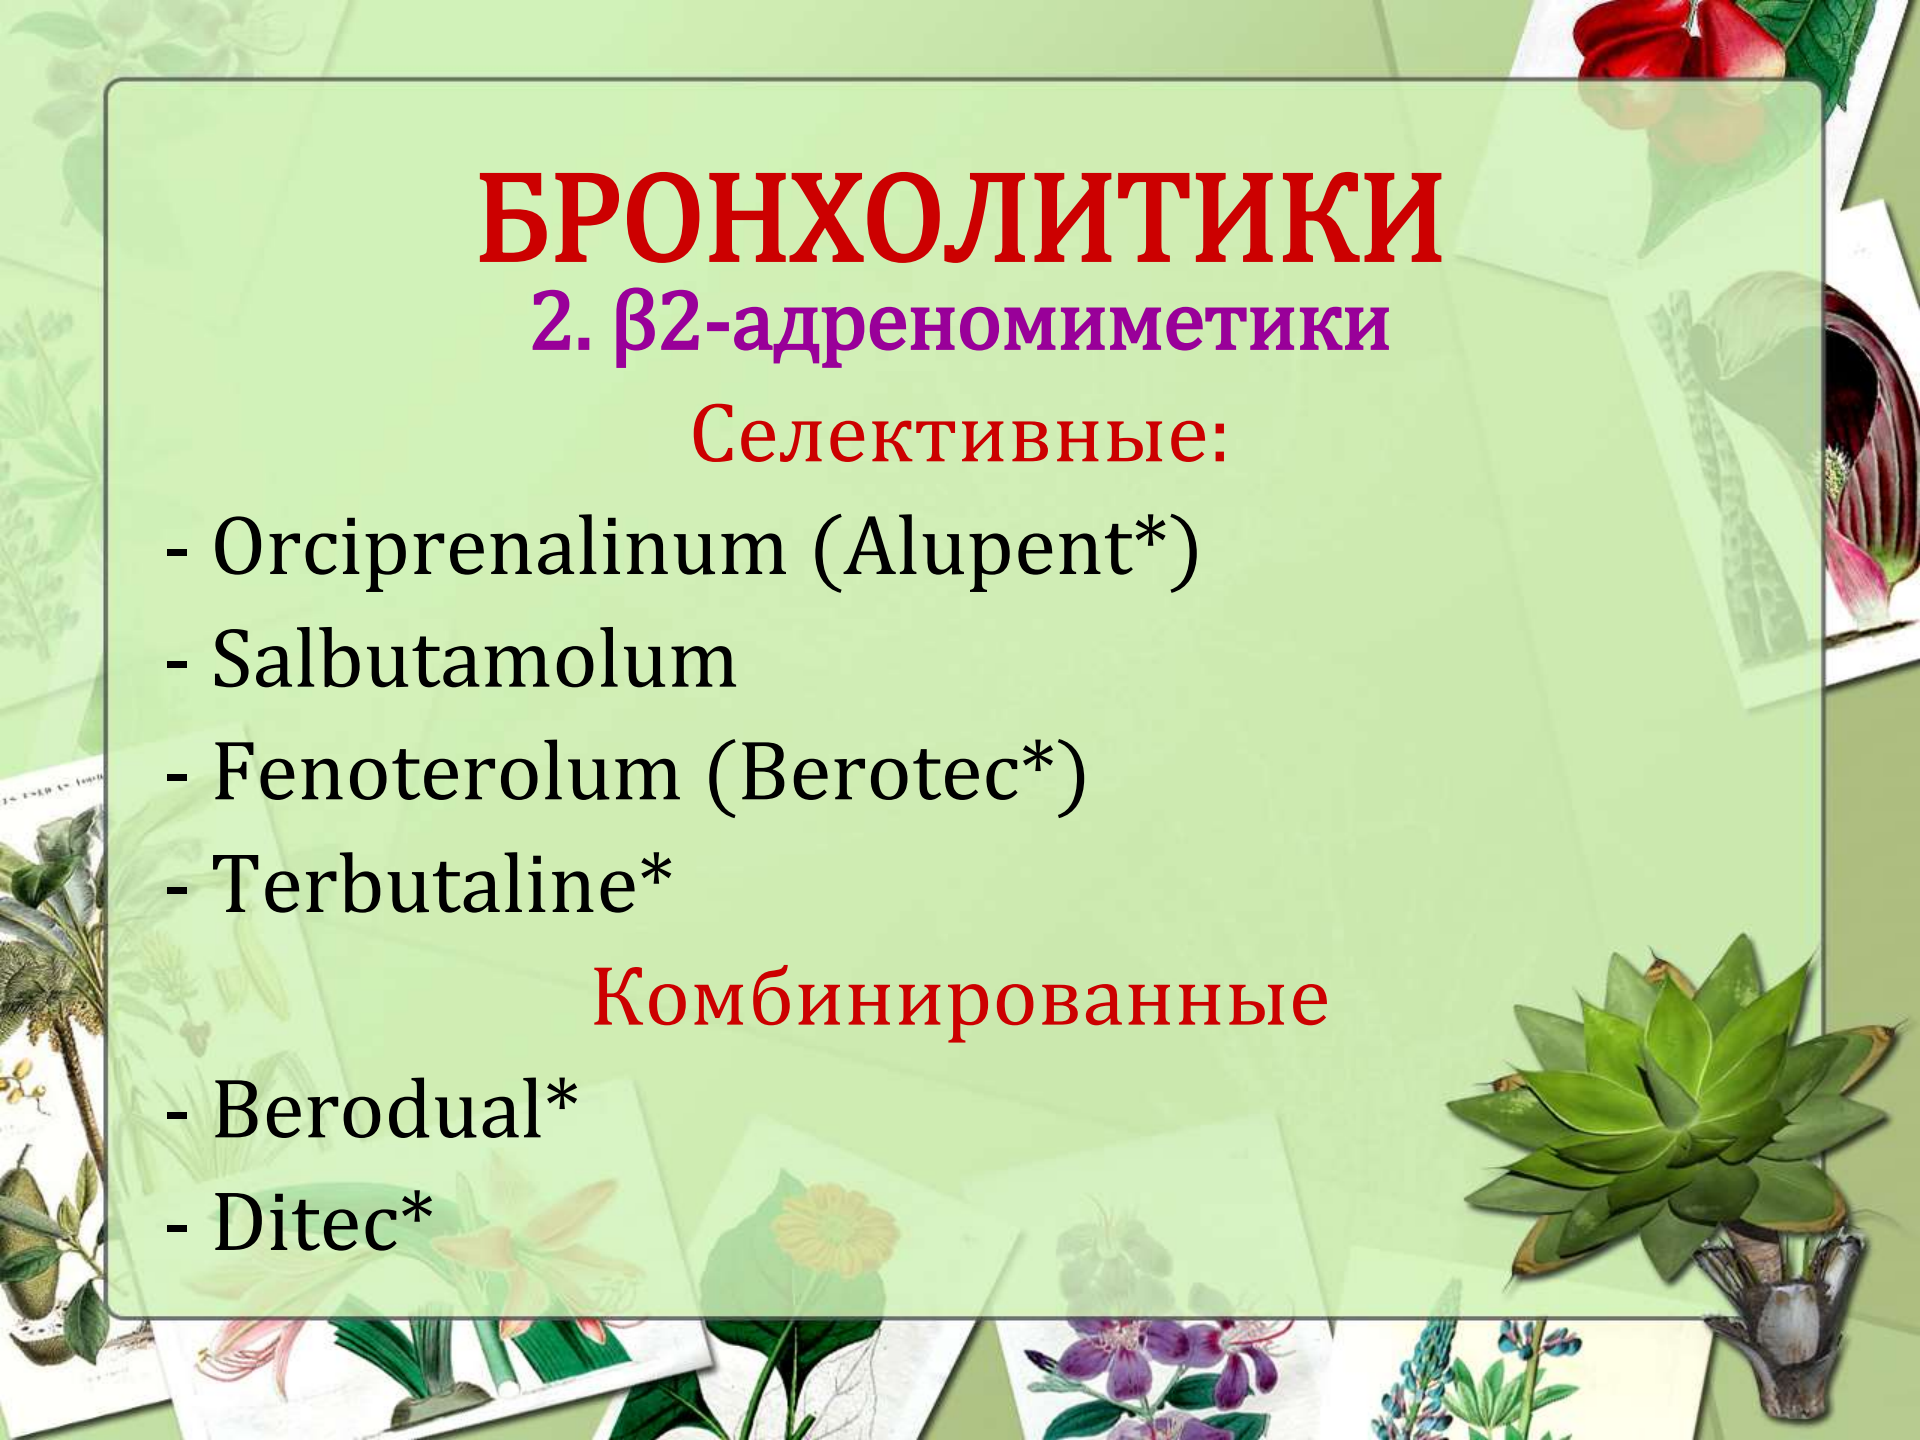 БРОНХОЛИТИКИ
2. β2-адреномиметики
Селективные:
- Orciprenalinum (Alupent*)
- Salbutamolum
- Fenoterolum (Berotec*)
- Terbutaline*
Комбинированные
- Berodual*
- Ditec*